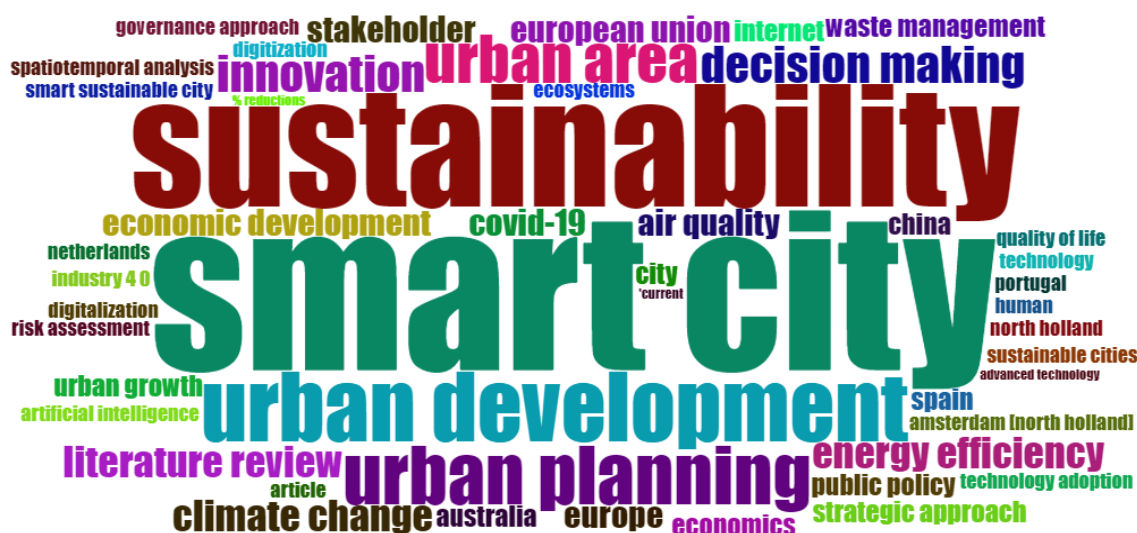 governance approach
stakeholder
european union
internet
waste management
digitization
spatiotemporal analysis
innovation
urban area
decision making
smart sustainable city
% reductions
ecosystems
sustainability
economic development
covid-19
air quality
china
netherlands
smart city
quality of life
industry 4 0
city
technology
*current
portugal
digitalization
human
risk assessment
north holland
sustainable cities
advanced technology
urban growth
urban development
spain
artificial intelligence
amsterdam [north holland]
literature review
urban planning
energy efficiency
article
public policy
technology adoption
climate change
australia
europe
economics
strategic approach